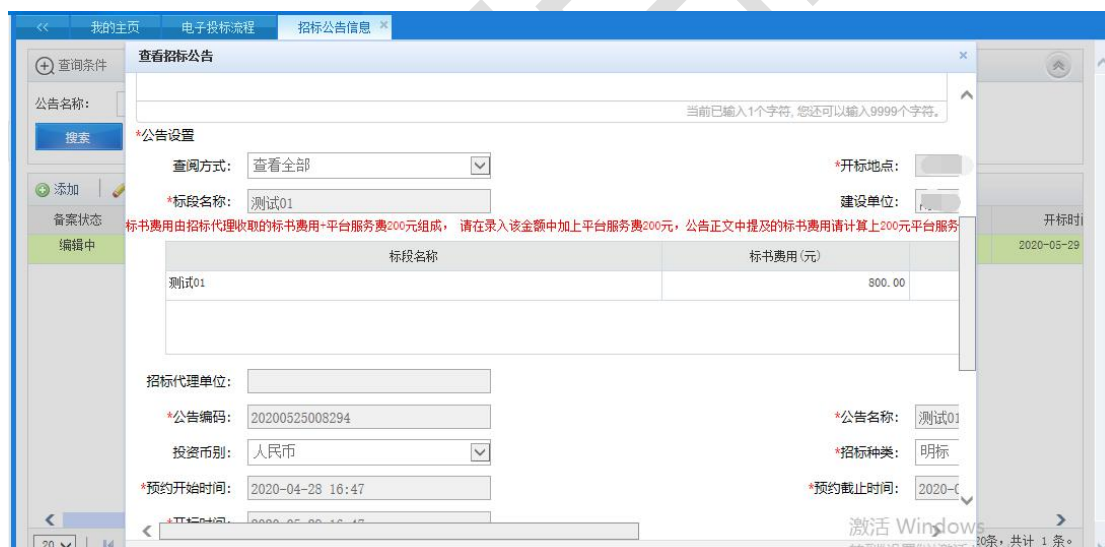 << 我的主页 电子投标流程 招标公告信息 ×
查询条件
查看招标公告 ×
公告名称:
当前已输入1个字符,您还可以输入9999个字符。
搜索
*公告设置
查阅方式: 查看全部 *开标地点:
添加
*标段名称: 测试01 建设单位:
备案状态
标书费用由招标代理收取的标书费用+平台服务费200元组成， 请在录入该金额中加上平台服务费200元，公告正文中提及的标书费用请计算上200元平台服务
开标时
编辑中
标段名称 标书费用(元)
2020-05-29
测试01 800.00
招标代理单位:
*公告编码: 20200525008294 *公告名称: 测试01
投资币别: 人民币 *招标种类: 明标
*预约开始时间: 2020-04-28 16:47 *预约截止时间: 2020-0
*开标时间:
激活 Windows
20 条，共计 1 条。